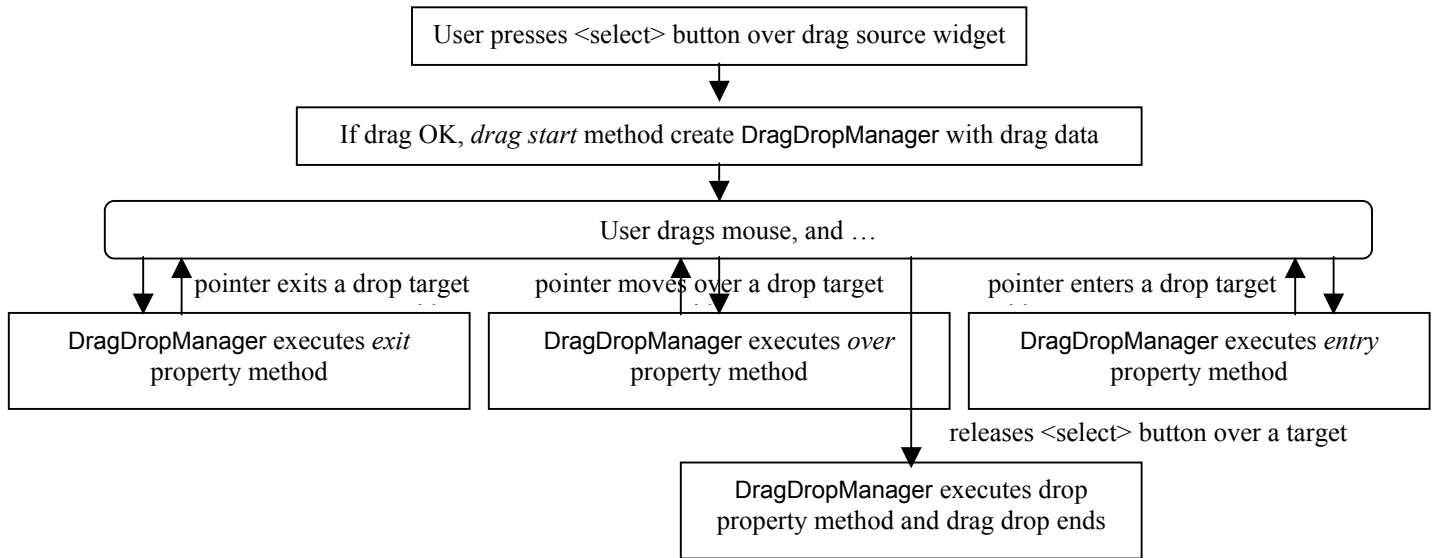 User presses <select> button over drag source widget
If drag OK, drag start method create DragDropManager with drag data
User drags mouse, and …
pointer exits a drop target
pointer moves over a drop target
pointer enters a drop target
DragDropManager executes exit
property method
DragDropManager executes over
property method
DragDropManager executes entry
property method
releases <select> button over a target
DragDropManager executes drop
property method and drag drop ends